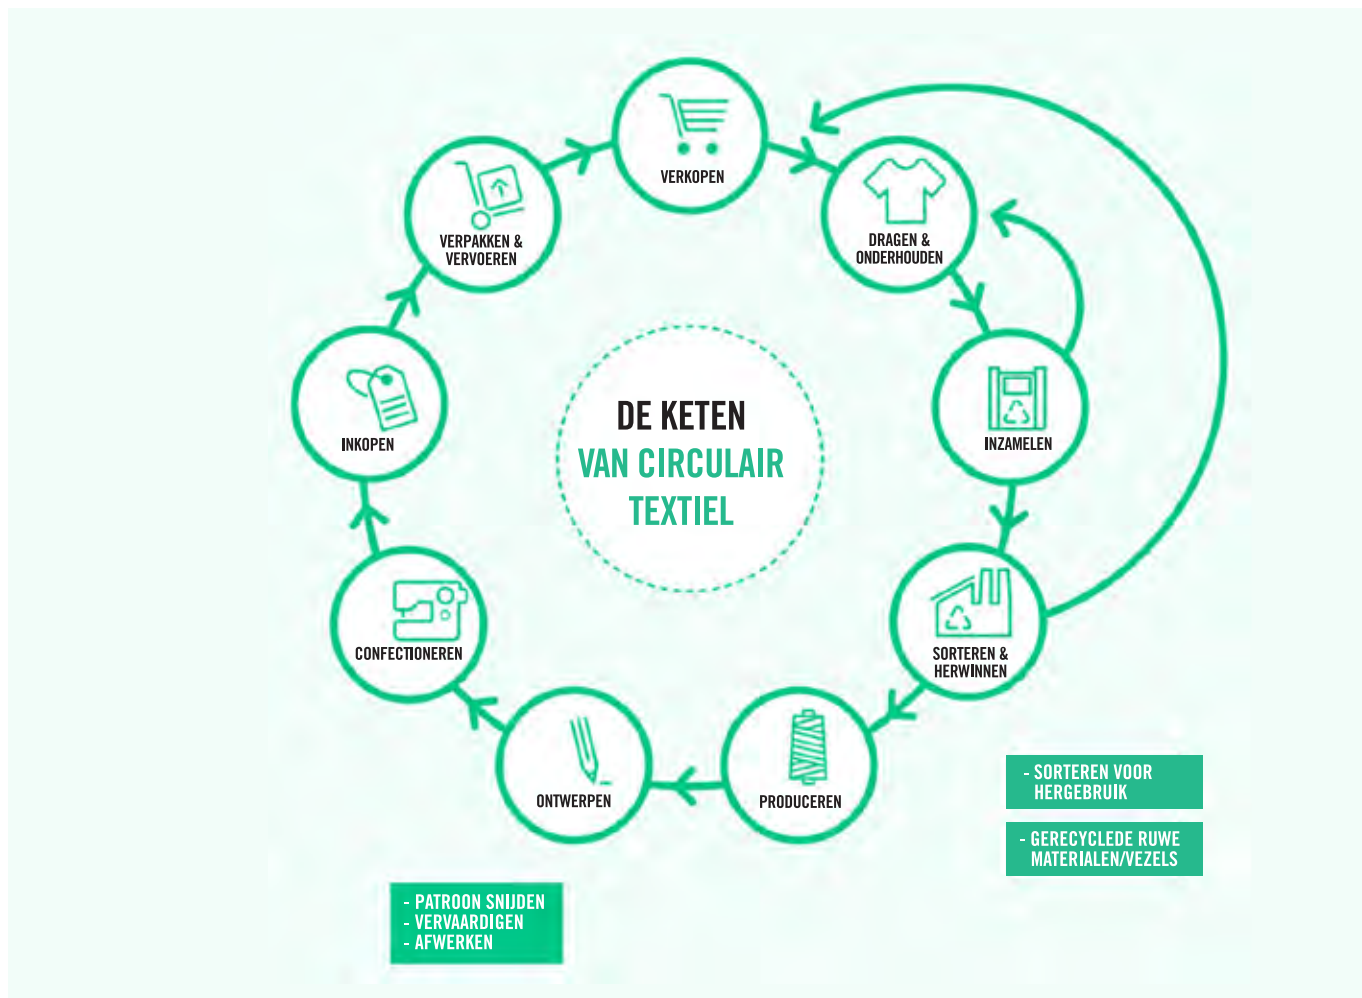 VERKOPEN
DRAGEN &
ONDERHOUDEN
INZAMELEN
SORTEREN &
HERWINNEN
PRODUCEREN
ONTWERPEN
CONFECTIONEREN
INKOPEN
VERPAKKEN &
VERVOEREN
DE KETEN
VAN CIRCULAIR
TEXTIEL
- SORTEREN VOOR
HERGEBRUIK
- GERECYCLEDE RUWE
MATERIALEN/VEZELS
- PATROON SNIJDEN
- VERVAARDIGEN
- AFWERKEN